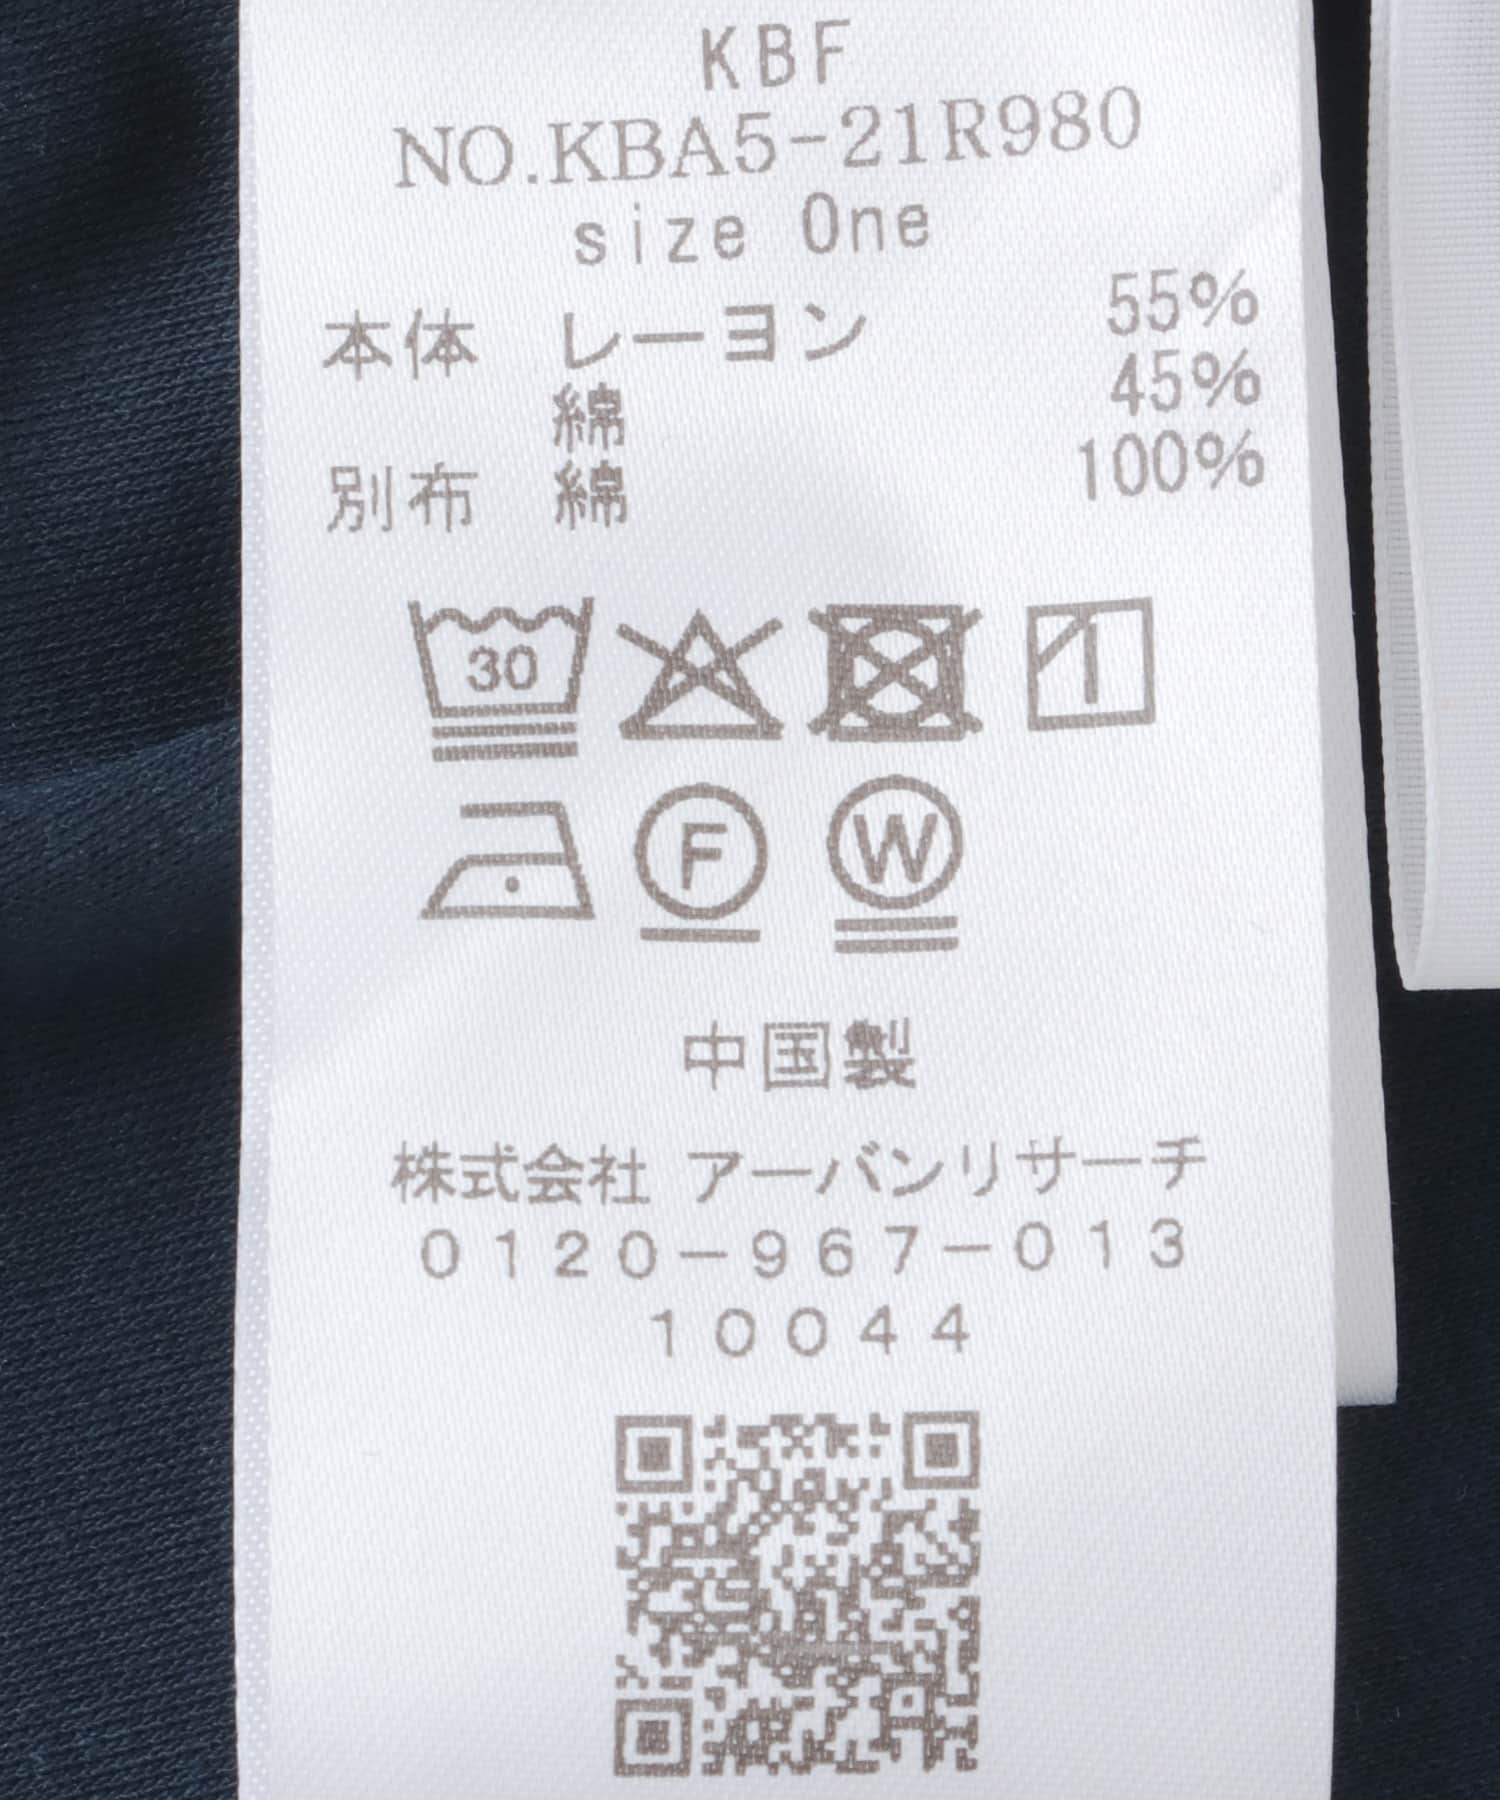 KBF
NO.KBA5-21R980
size One
本体 レーヨン 55%
綿 45%
別布 綿 100%
30
F W
中国製
株式会社 アーバンリサーチ
0120-967-013
10044